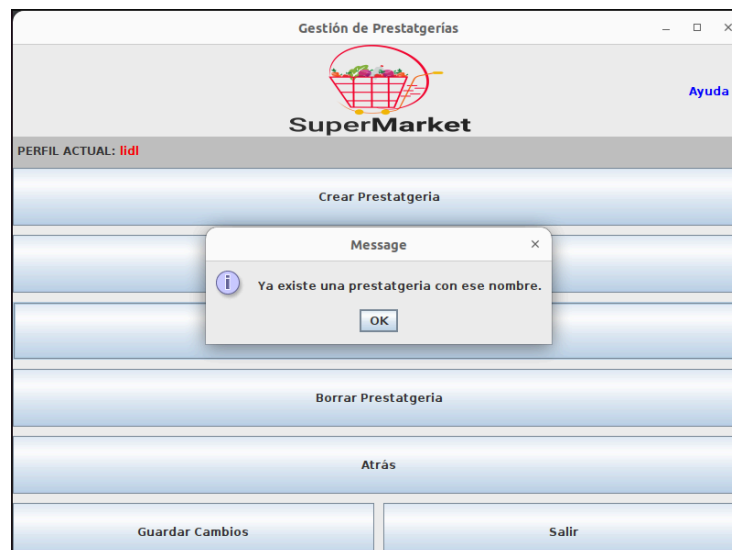 Gestión de Prestatgerías
Ayuda
SuperMarket
PERFIL ACTUAL: lidl
Crear Prestatgeria
Message
Ya existe una prestatgeria con ese nombre.
OK
Borrar Prestatgeria
Atrás
Guardar Cambios
Salir